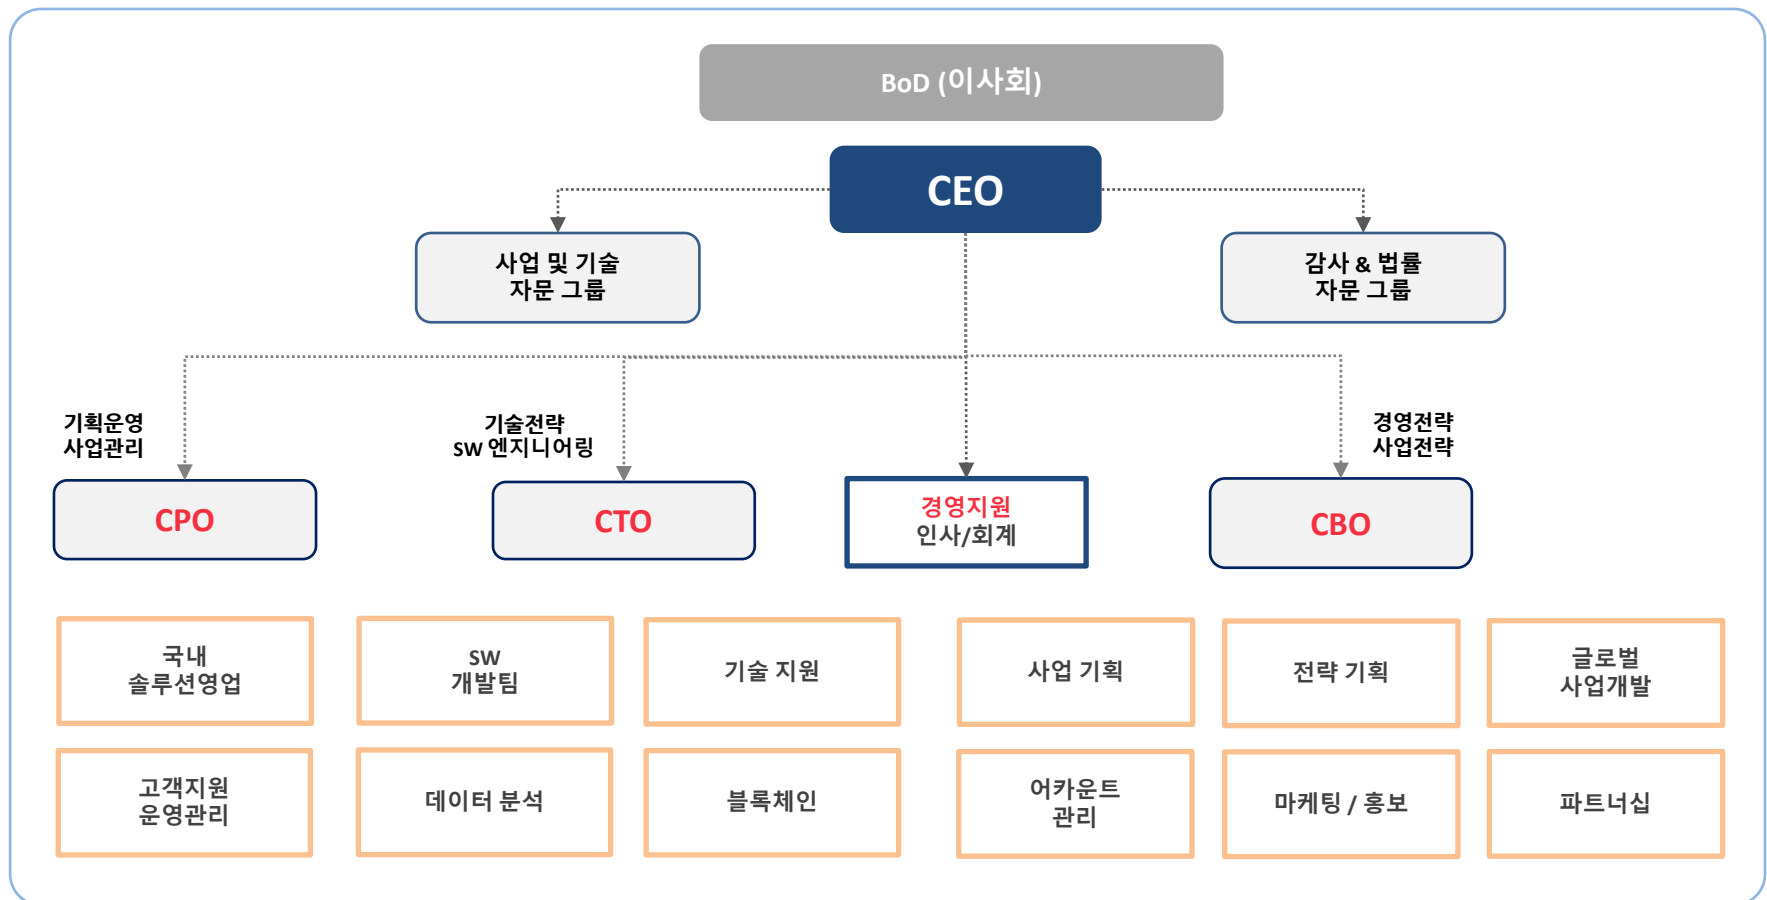 BoD (이사회)
CEO
사업 및 기술
자문 그룹
감사 & 법률
자문 그룹
기획운영
사업관리
기술전략
SW 엔지니어링
경영전략
사업전략
CPO
CTO
경영지원
인사/회계
CBO
국내
솔루션영업
SW
개발팀
기술 지원
사업 기획
전략 기획
글로벌
사업개발
고객지원
운영관리
데이터 분석
블록체인
어카운트
관리
마케팅 / 홍보
파트너십